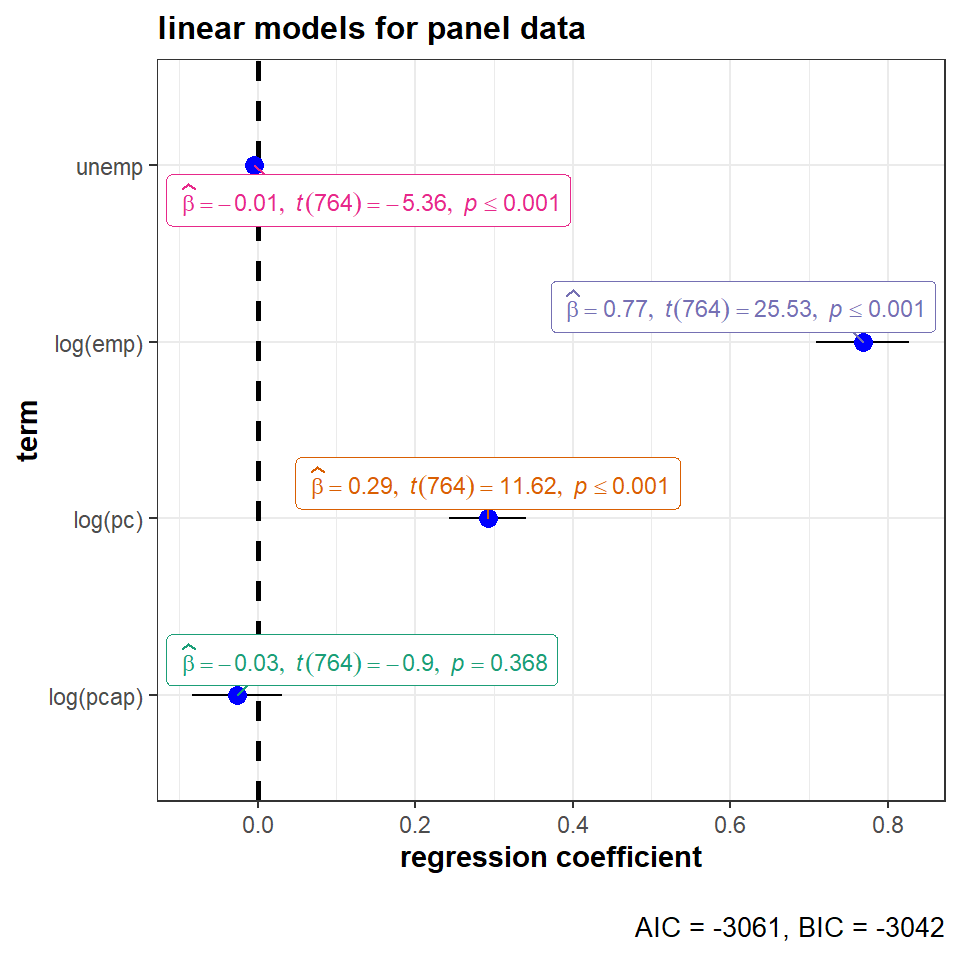 linear models for panel data
term
unemp
β̂ = −0.01, t(764) = −5.36, p ≤ 0.001
β̂ = 0.77, t(764) = 25.53, p ≤ 0.001
log(emp)
β̂ = 0.29, t(764) = 11.62, p ≤ 0.001
log(pc)
β̂ = −0.03, t(764) = −0.9, p = 0.368
log(pcap)
0.0 0.2 0.4 0.6 0.8
regression coefficient
AIC = -3061, BIC = -3042